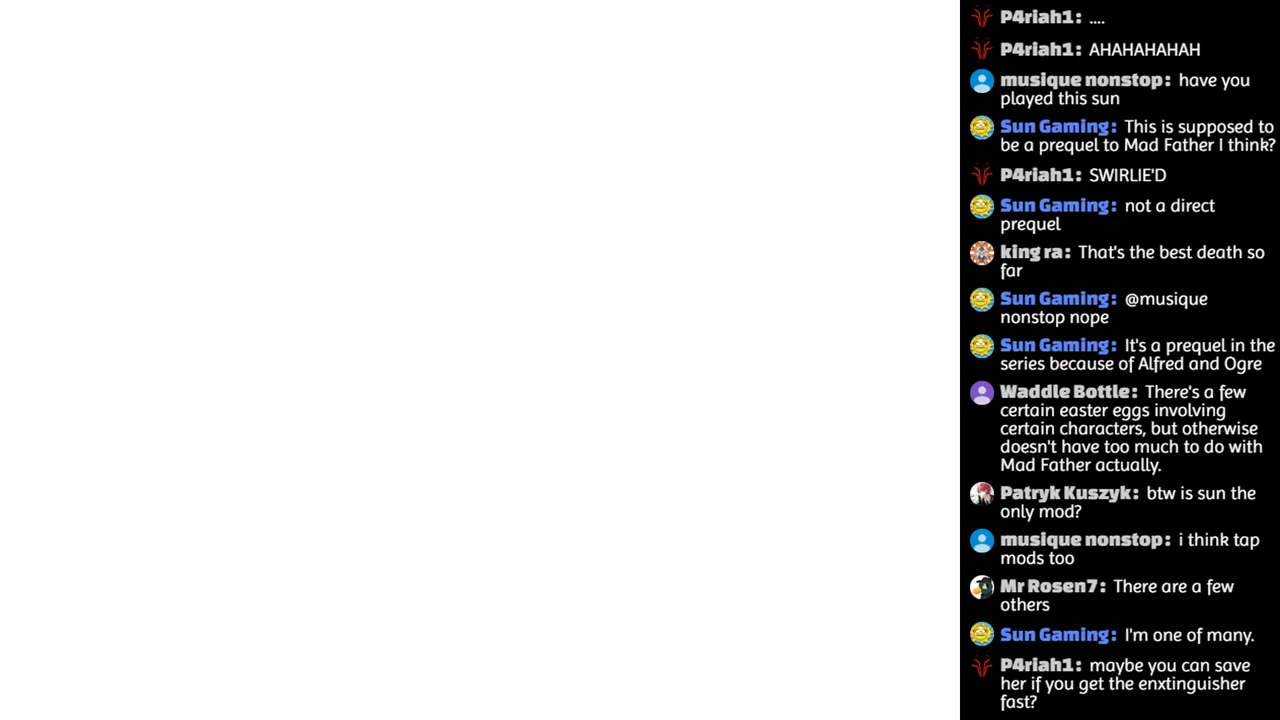 P4riah1: ....
P4riah1: AHAHAHAHAH
musique nonstop: have you
played this sun
Sun Gaming: This is supposed to
be a prequel to Mad Father I think?
P4riah1: SWIRLIE'D
Sun Gaming: not a direct
prequel
king ra: That's the best death so
far
Sun Gaming: @musique
nonstop nope
Sun Gaming: It's a prequel in the
series because of Alfred and Ogre
Waddle Bottle: There's a few
certain easter eggs involving
certain characters, but otherwise
doesn't have too much to do with
Mad Father actually.
Patryk Kuszyk: btw is sun the
only mod?
musique nonstop: i think tap
mods too
Mr Rosen7: There are a few
others
Sun Gaming: I'm one of many.
P4riah1: maybe you can save
her if you get the enxtinguisher
fast?